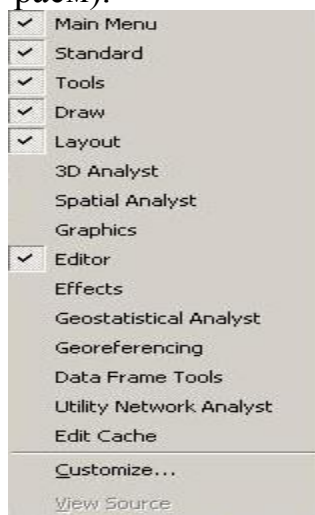 раем).
Main Menu
Standard
Tools
Draw
Layout
3D Analyst
Spatial Analyst
Graphics
Editor
Effects
Geostatistical Analyst
Georeferencing
Data Frame Tools
Utility Network Analyst
Edit Cache
Customize...
View Source